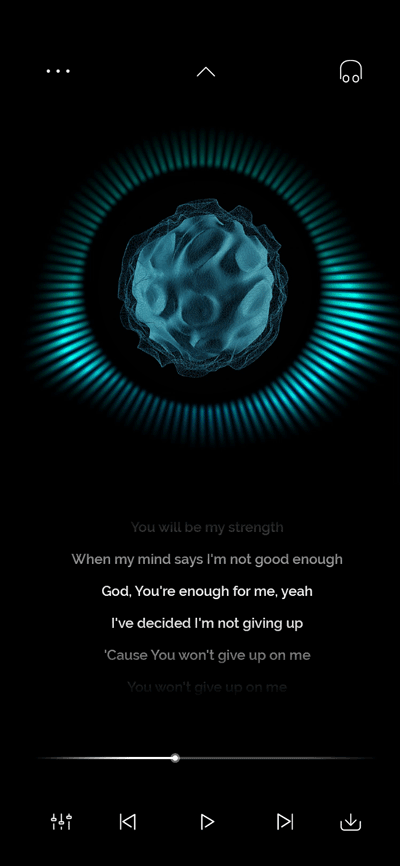 You will be my strength
When my mind says I'm not good enough
God, You're enough for me, yeah
I've decided I'm not giving up
'Cause You won't give up on me
You won't give up on me